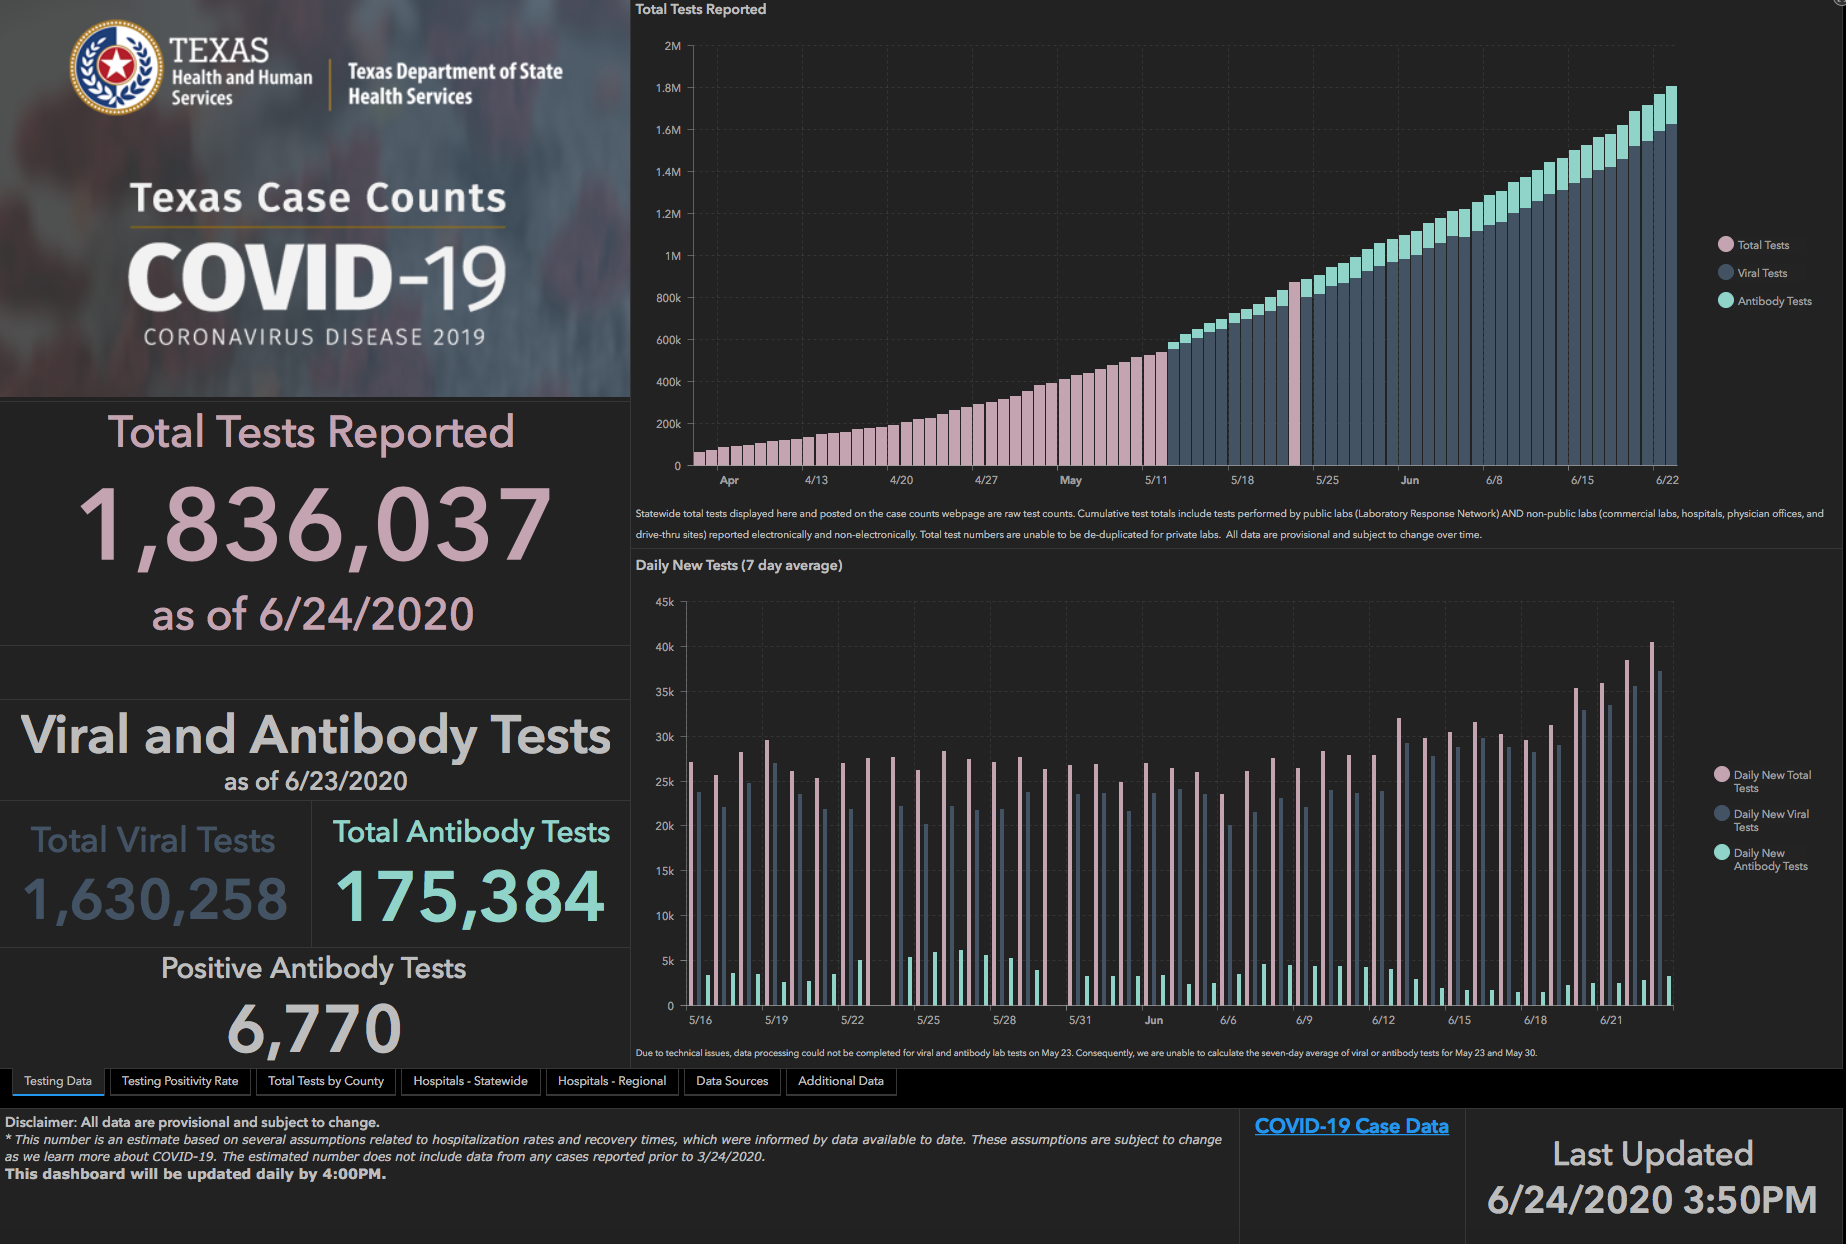 TEXAS
Health and Human
Services
Texas Department of State
Health Services
Texas Case Counts
COVID-19
CORONAVIRUS DISEASE 2019
Total Tests Reported
1,836,037
as of 6/24/2020
Viral and Antibody Tests
as of 6/23/2020
Total Viral Tests
1,630,258
Total Antibody Tests
175,384
Positive Antibody Tests
6,770
Total Tests Reported
2M
1.8M
1.6M
1.4M
1.2M
1M
800k
600k
400k
200k
0
Apr 4/13 4/20 4/27 May 5/11 5/18 5/25 Jun 6/8 6/15 6/22
Total Tests
Viral Tests
Antibody Tests
Statewide total tests displayed here and posted on the case counts webpage are raw test counts. Cumulative test totals include tests performed by public labs (Laboratory Response Network) AND non-public labs (commercial labs, hospitals, physician offices, and
drive-thru sites) reported electronically and non-electronically. Total test numbers are unable to be de-duplicated for private labs. All data are provisional and subject to change over time.
Daily New Tests (7 day average)
45k
40k
35k
30k
25k
20k
15k
10k
5k
0
5/16 5/19 5/22 5/25 5/28 5/31 Jun 6/6 6/9 6/12 6/15 6/18 6/21
Daily New Total
Tests
Daily New Viral
Tests
Daily New
Antibody Tests
Due to technical issues, data processing could not be completed for viral and antibody lab tests on May 23. Consequently, we are unable to calculate the seven-day average of viral or antibody tests for May 23 and May 30.
Testing Data Testing Positivity Rate Total Tests by County Hospitals - Statewide Hospitals - Regional Data Sources Additional Data
Disclaimer: All data are provisional and subject to change.
* This number is an estimate based on several assumptions related to hospitalization rates and recovery times, which were informed by data available to date. These assumptions are subject to change
as we learn more about COVID-19. The estimated number does not include data from any cases reported prior to 3/24/2020.
This dashboard will be updated daily by 4:00PM.
COVID-19 Case Data
Last Updated
6/24/2020 3:50PM